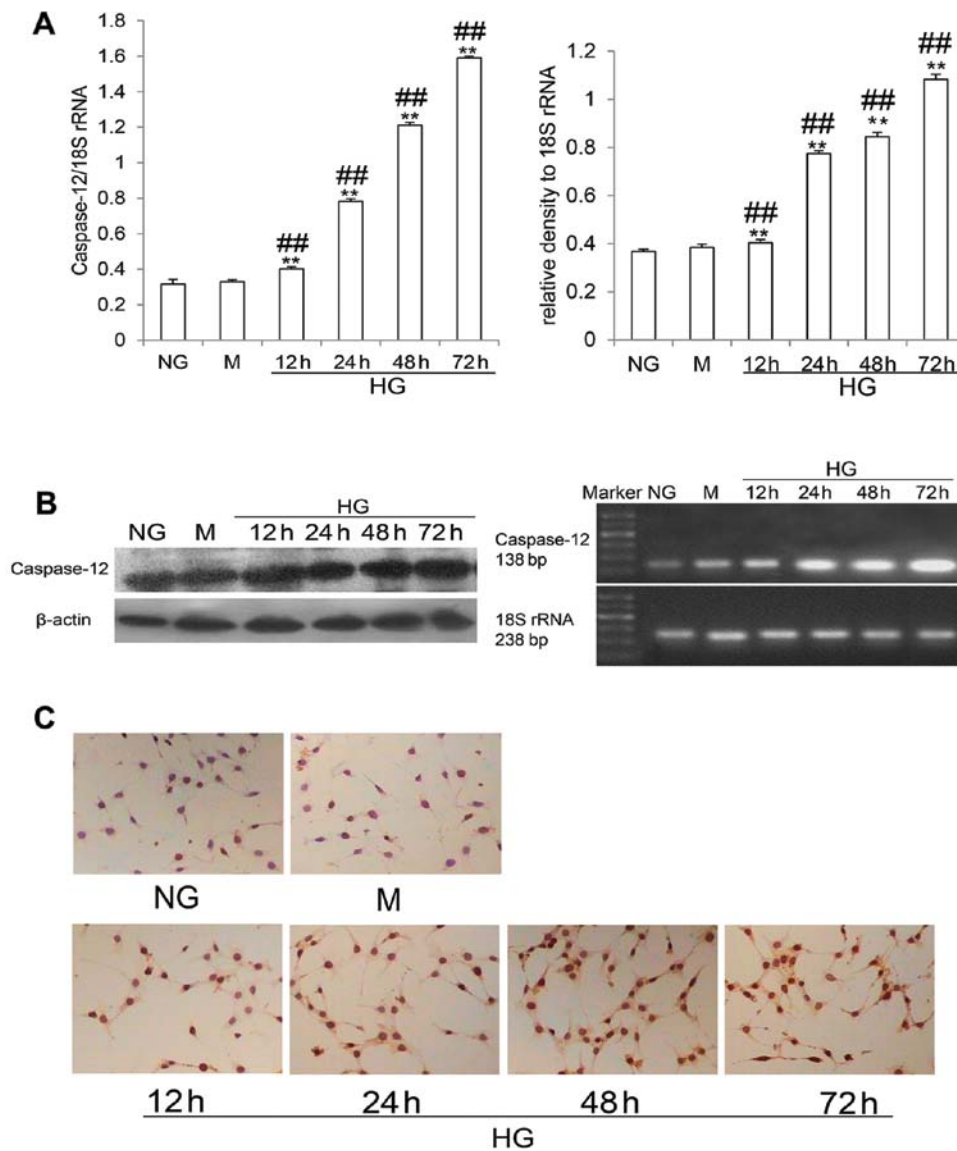 A
Caspase-12/18S rRNA
1.8
1.6
1.4
1.2
1
0.8
0.6
0.4
0.2
0
##
**
##
**
##
**
##
**
NG M 12h 24h 48h 72h
HG
relative density to 18S rRNA
1.2
1
0.8
0.6
0.4
0.2
0
##
**
##
**
##
**
##
**
NG M 12h 24h 48h 72h
HG
B
HG
NG M 12h 24h 48h 72h
Caspase-12
β-actin
HG
Marker NG M 12h 24h 48h 72h
Caspase-12
138 bp
18S rRNA
238 bp
C
NG M
12h 24h 48h 72h
HG